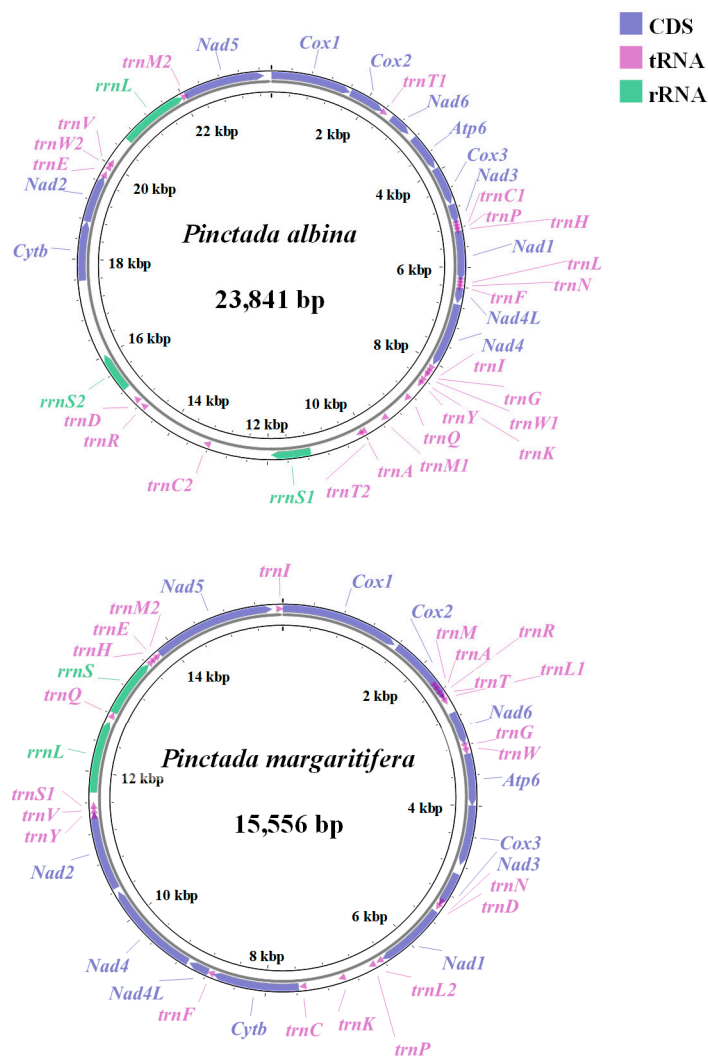 CDS
tRNA
rRNA
Nad5
Cox1
Cox2
trnT1
Nad6
Atp6
Cox3
Nad3
trnC1
trnP
trnH
Nad1
trnL
trnN
trnF
Nad4L
Nad4
trnI
trnG
trnW1
trnK
trnY
trnQ
trnM1
trnA
trnT2
rrnS1
trnC2
trnR
trnD
rrnS2
Cytb
Nad2
trnE
trnW2
trnV
rrnL
trnM2
2 kbp
4 kbp
6 kbp
8 kbp
10 kbp
12 kbp
14 kbp
16 kbp
18 kbp
20 kbp
22 kbp
Pinctada albina
23,841 bp
trnI
Cox1
Cox2
trnM
trnA
trnR
trnT
trnL1
Nad6
trnG
trnW
Atp6
Cox3
Nad3
trnN
trnD
Nad1
trnL2
trnP
trnK
trnC
Cytb
trnF
Nad4L
Nad4
Nad2
trnY
trnV
trnS1
rrnL
trnQ
rrnS
trnH
trnE
trnM2
Nad5
2 kbp
4 kbp
6 kbp
8 kbp
10 kbp
12 kbp
14 kbp
Pinctada margaritifera
15,556 bp